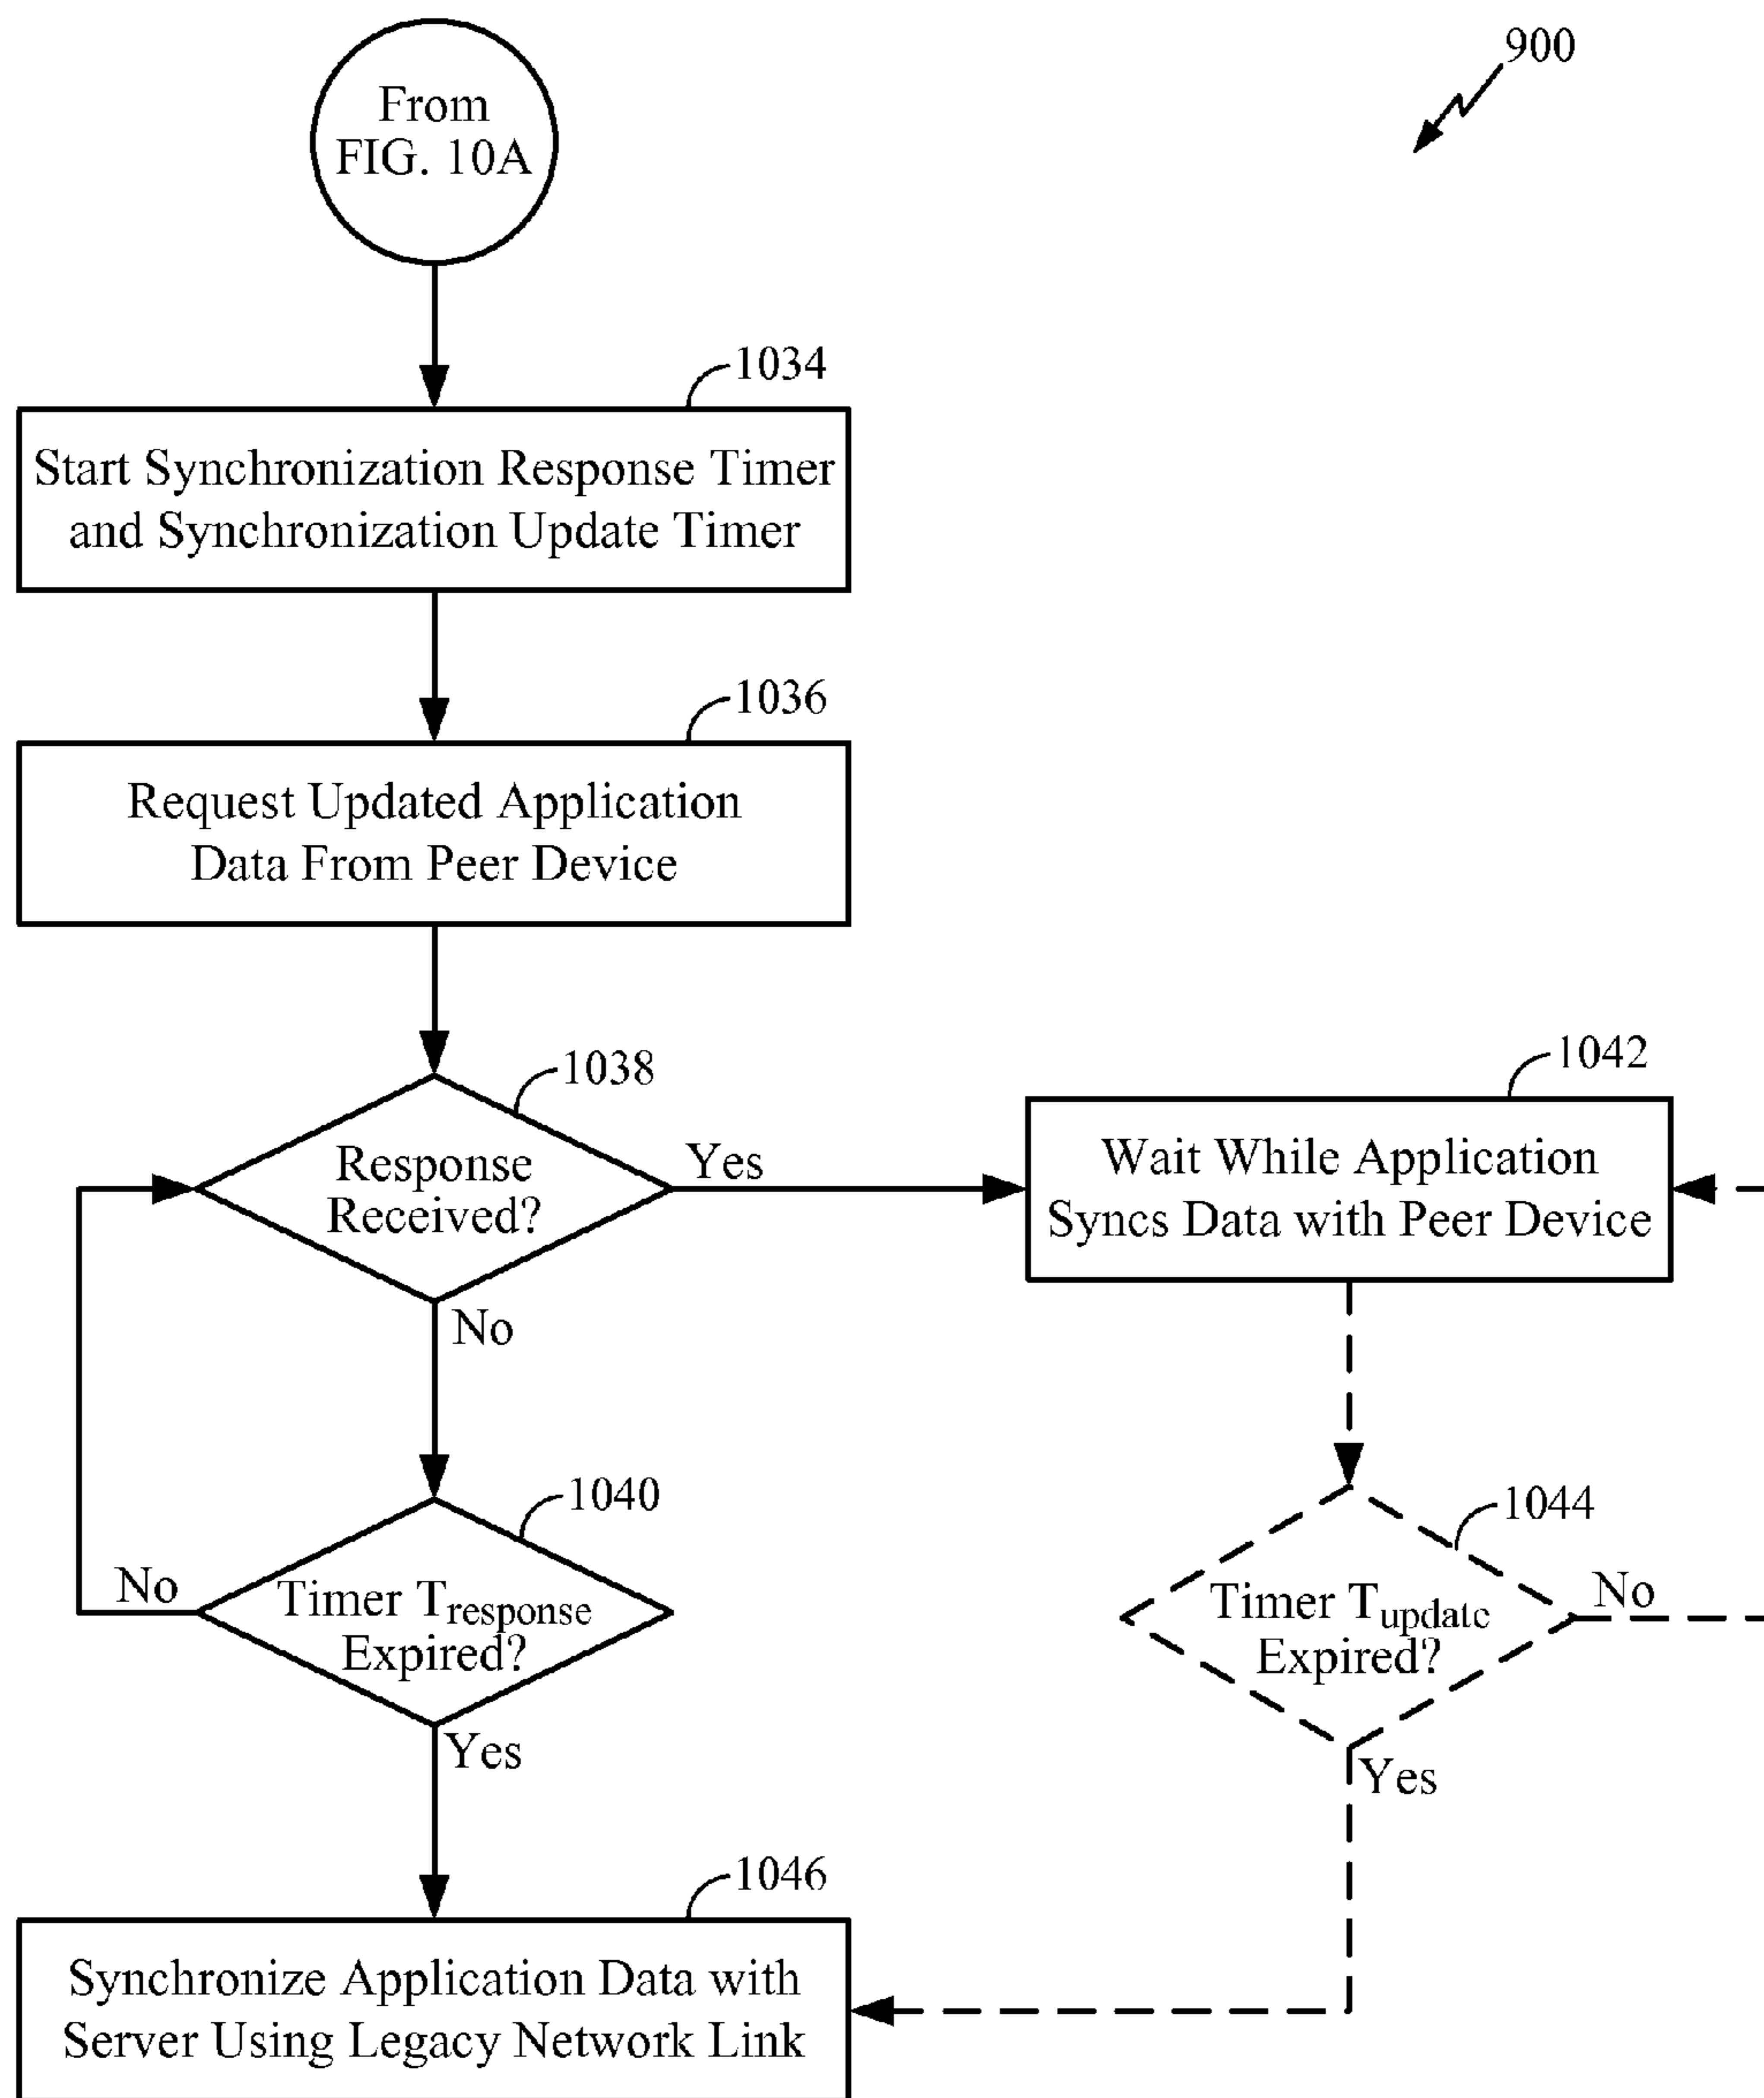 900
From
FIG. 10A
1034
Start Synchronization Response Timer
and Synchronization Update Timer
1036
Request Updated Application
Data From Peer Device
1038
Response
Received?
Yes
No
1042
Wait While Application
Syncs Data with Peer Device
1040
Timer Tresponse
Expired?
No
Yes
1044
Timer Tupdate
Expired?
No
Yes
1046
Synchronize Application Data with
Server Using Legacy Network Link